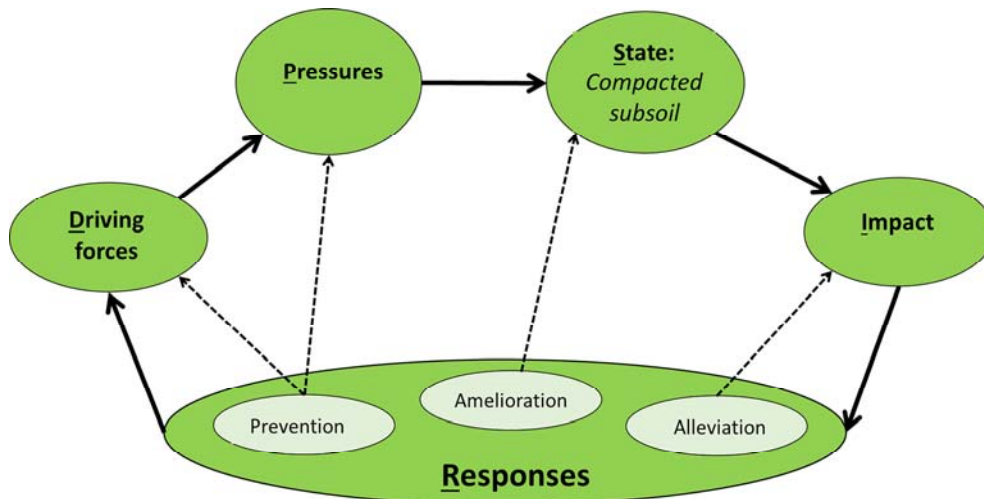 Pressures
State:
Compacted
subsoil
Driving
forces
Impact
Prevention
Amelioration
Alleviation
Responses